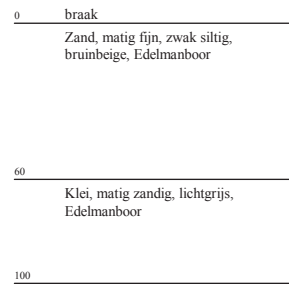 0 braak
Zand, matig fijn, zwak siltig,
bruinbeige, Edelmanboor
60
Klei, matig zandig, lichtgrijs,
Edelmanboor
100